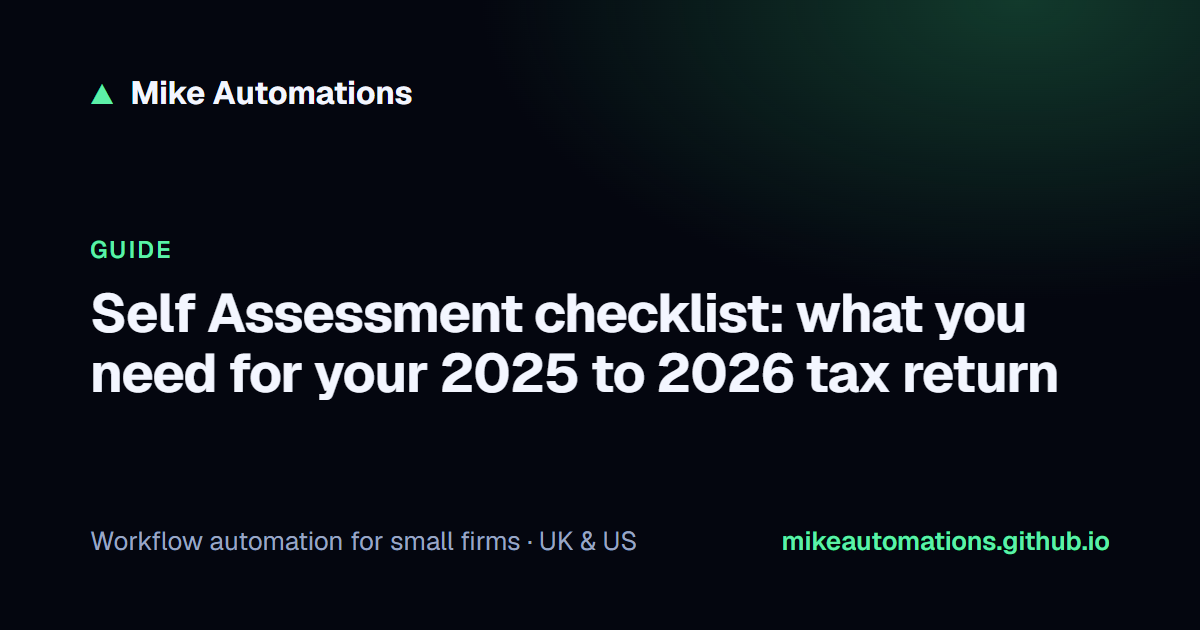 Mike Automations
GUIDE
Self Assessment checklist: what you
need for your 2025 to 2026 tax return
Workflow automation for small firms · UK & US
mikeautomations.github.io